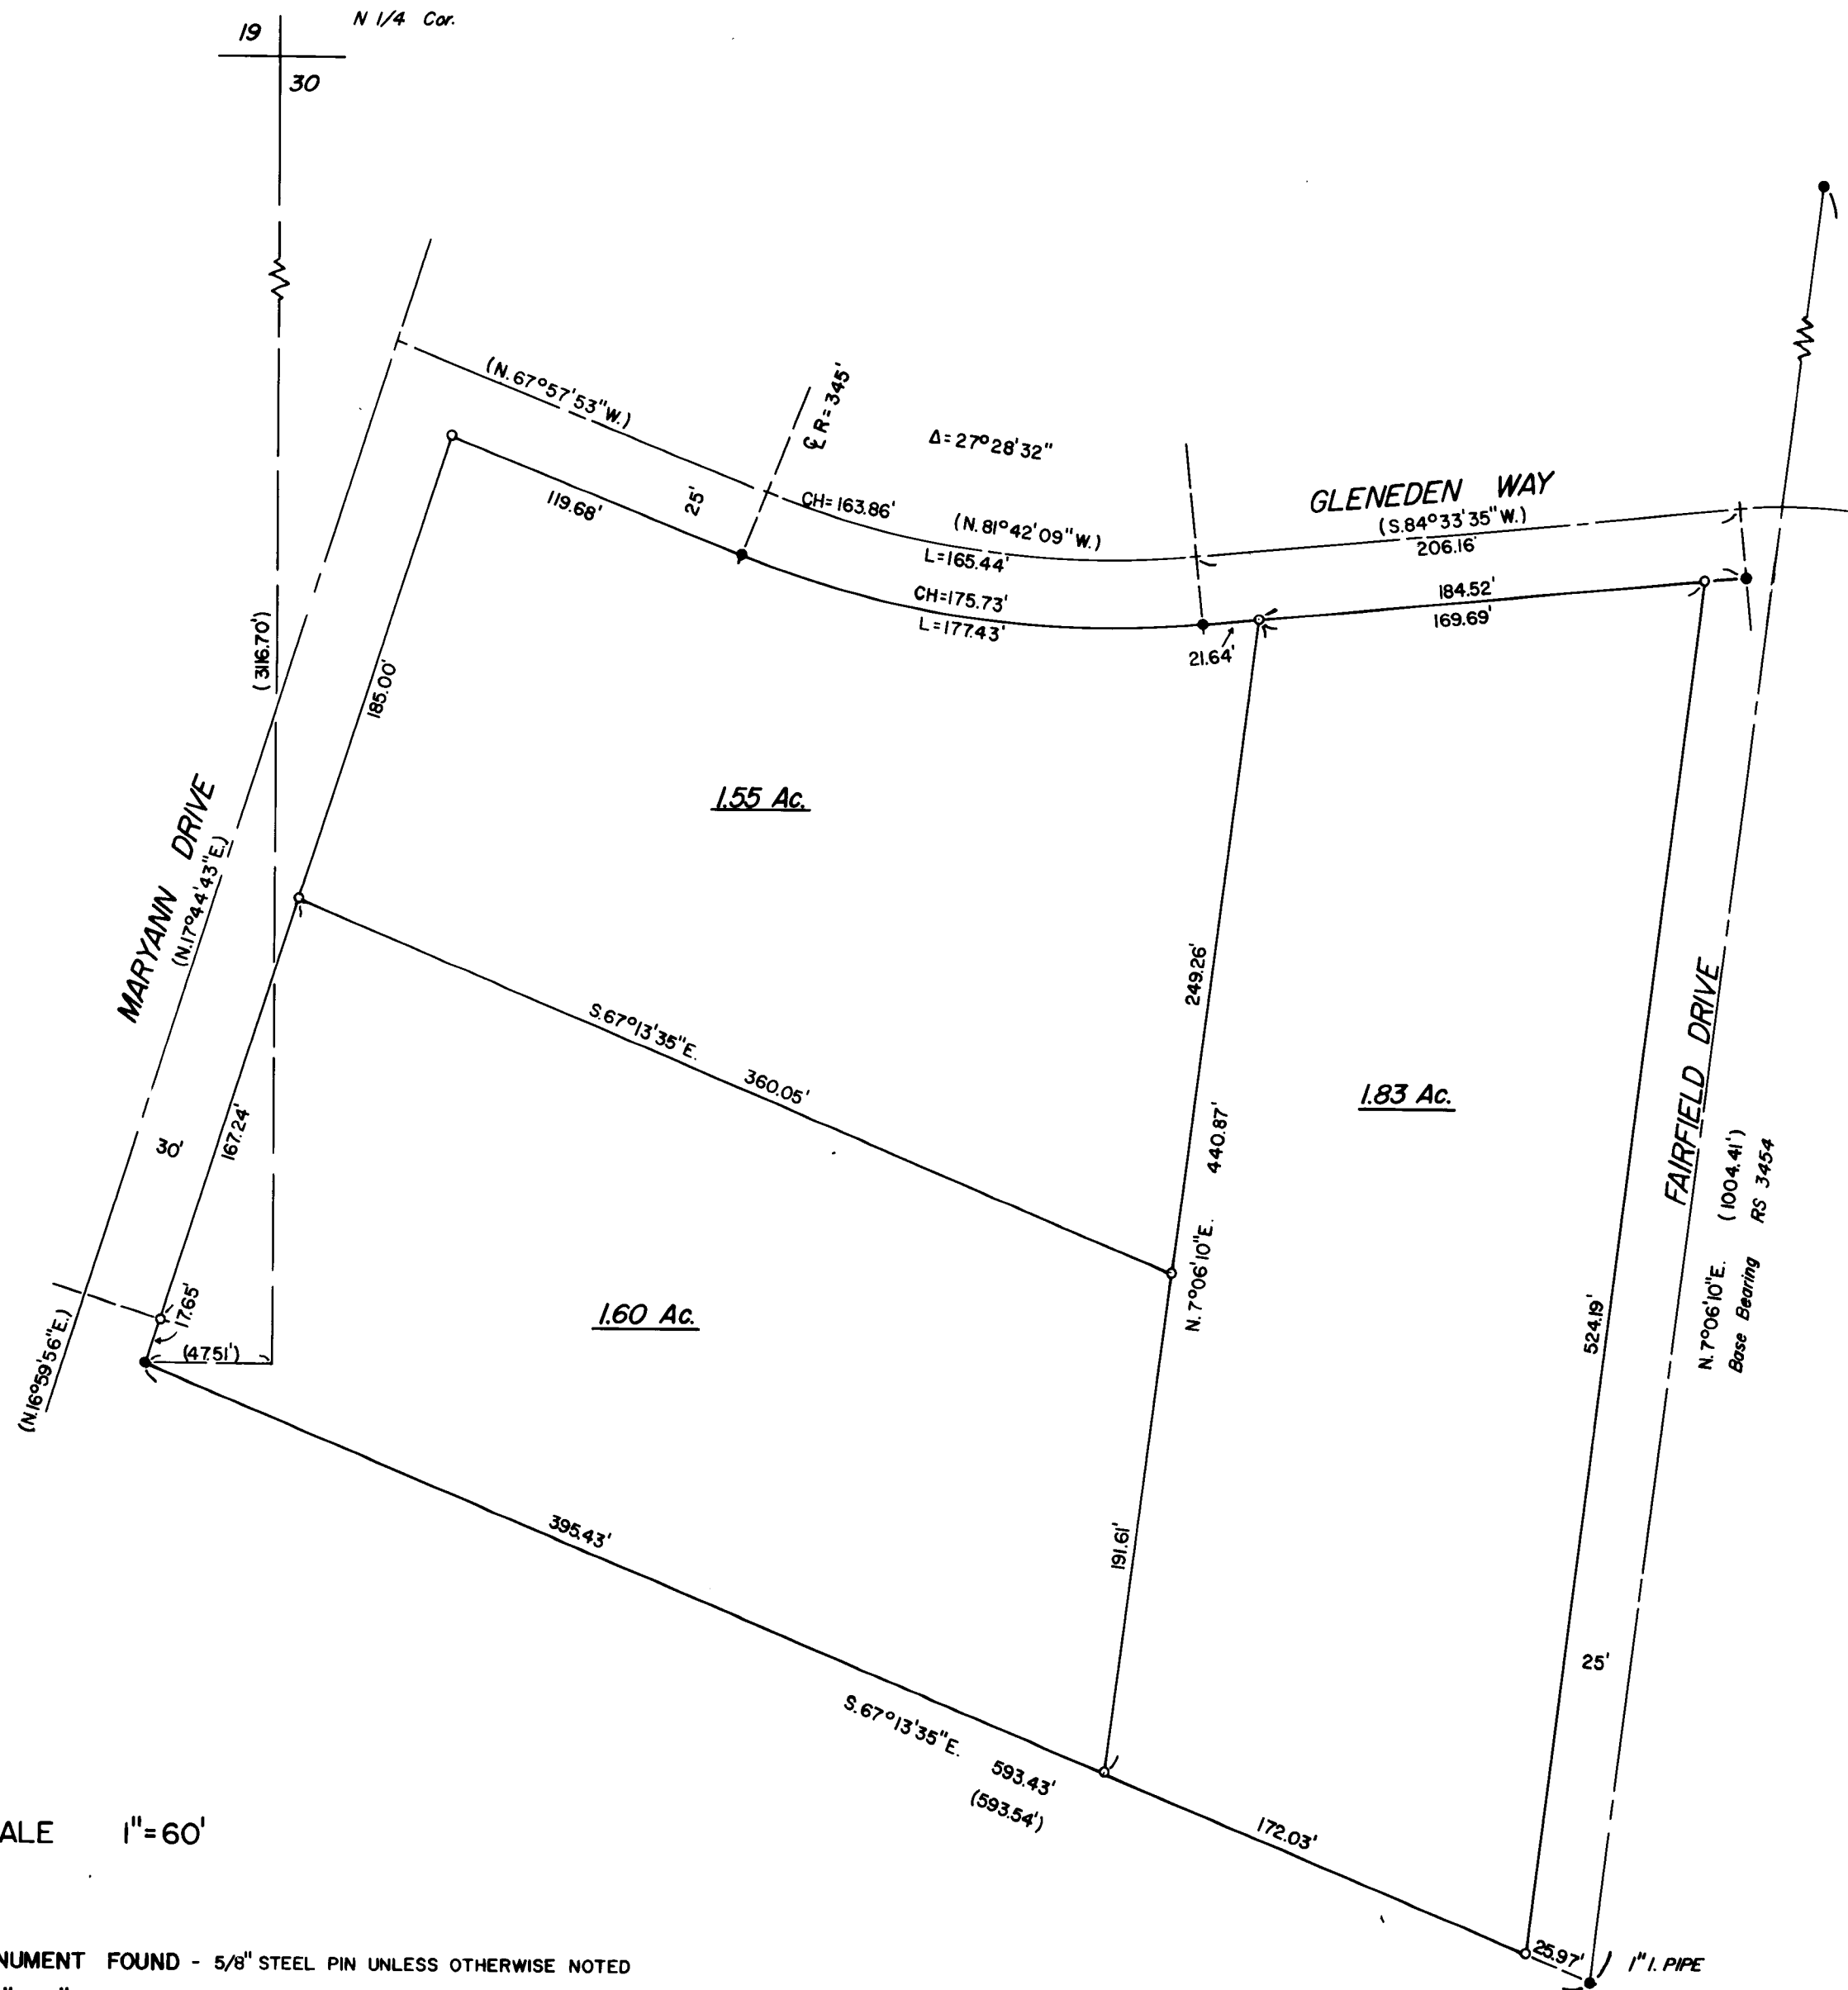 N 1/4 Cor.
19
30
(3116.70')
(N.67°57'53"W.)
℄ R=345'
Δ=27°28'32"
25'
119.68'
CH=163.86'
(N.81°42'09"W.)
L=165.44'
CH=175.73'
L=177.43'
GLENEDEN WAY
(S.84°33'35"W.)
206.16'
184.52'
169.69'
21.64'
185.00'
1.55 Ac.
MARYANN DRIVE
(N.17°44'43"E.)
249.26'
S.67°13'35"E.
360.05'
440.87'
N.7°06'10"E.
1.83 Ac.
FAIRFIELD DRIVE
N.7°06'10"E. (1004.41')
Base Bearing RS 3454
167.24'
30'
17.65'
(47.51')
(N.16°59'56"E.)
1.60 Ac.
524.19'
395.43'
191.61'
25'
S.67°13'35"E. 593.43'
(593.54')
172.03'
25.97'
1" I. PIPE
ALE 1"=60'
NUMENT FOUND - 5/8" STEEL PIN UNLESS OTHERWISE NOTED